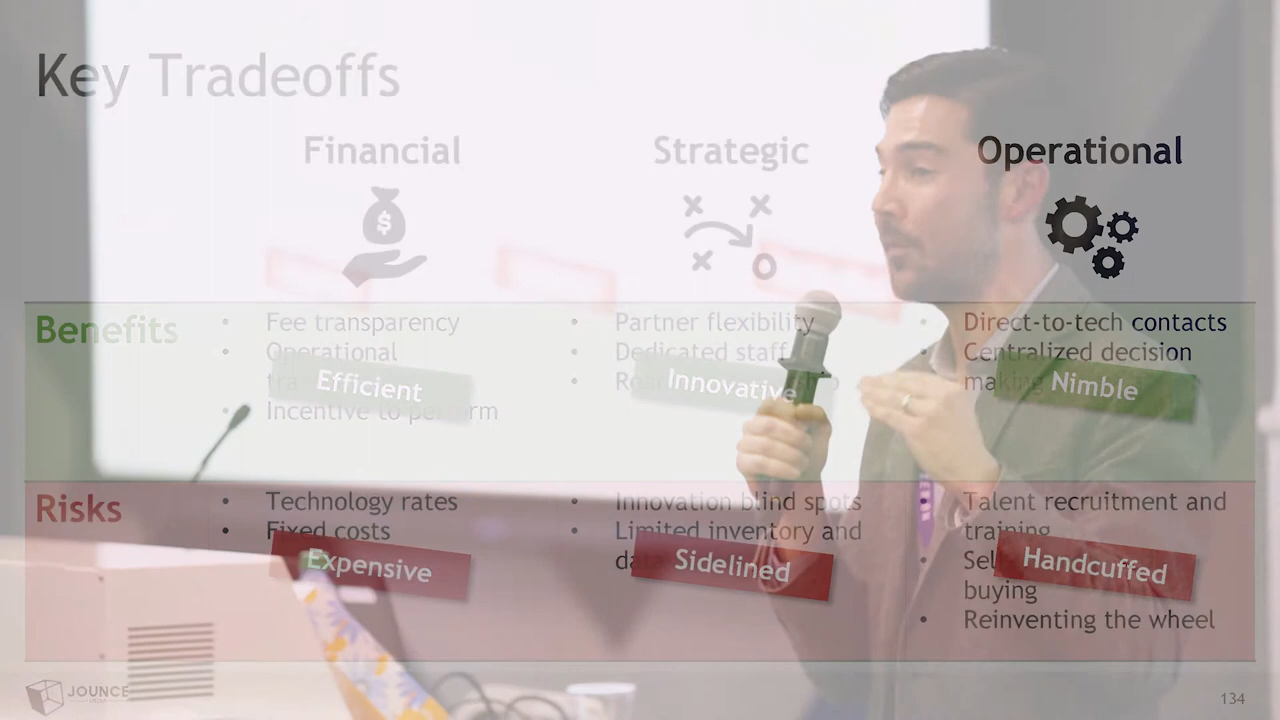 Key Tradeoffs
Financial
Strategic
Operational
$
Benefits
• Fee transparency
• Operational
• Incentive to perform
Efficient
• Partner flexibility
• Dedicated staff
Innovative
• Direct-to-tech contacts
• Centralized decision
making
Nimble
Risks
• Technology rates
• Fixed costs
Expensive
• Innovation blind spots
• Limited inventory and
Sidelined
• Talent recruitment and
training
buying
• Reinventing the wheel
Handcuffed
JOUNCE
134